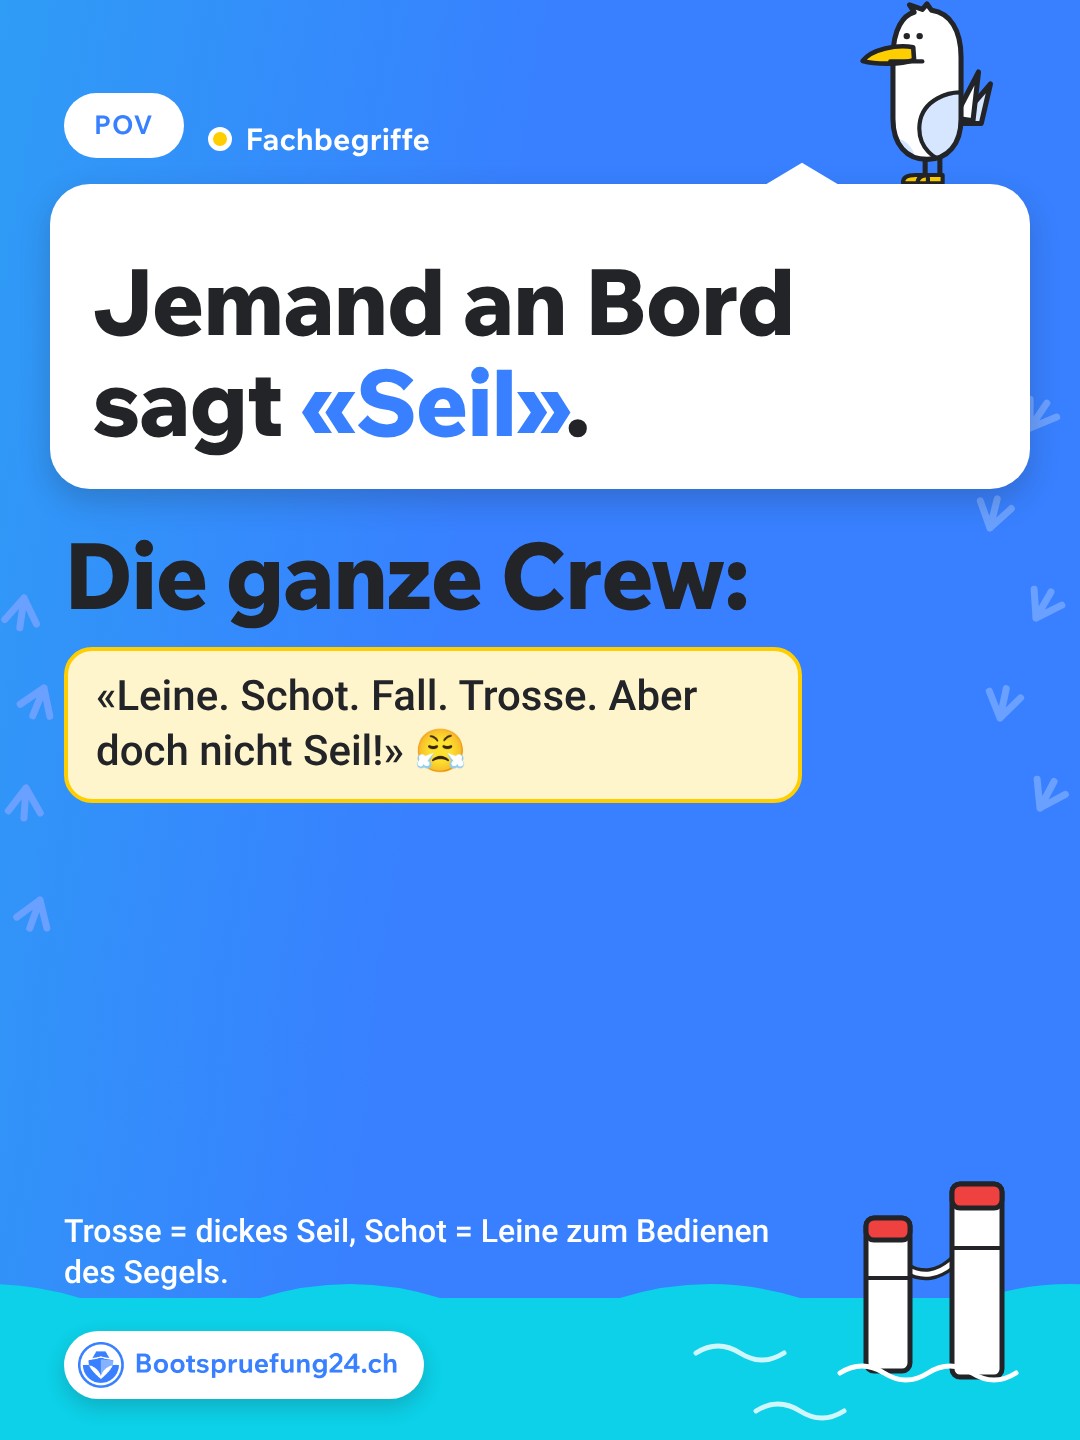 POV
Fachbegriffe
Jemand an Bord
sagt «Seil».
Die ganze Crew:
«Leine. Schot. Fall. Trosse. Aber
doch nicht Seil!» 😤
Trosse = dickes Seil, Schot = Leine zum Bedienen
des Segels.
Bootspruefung24.ch